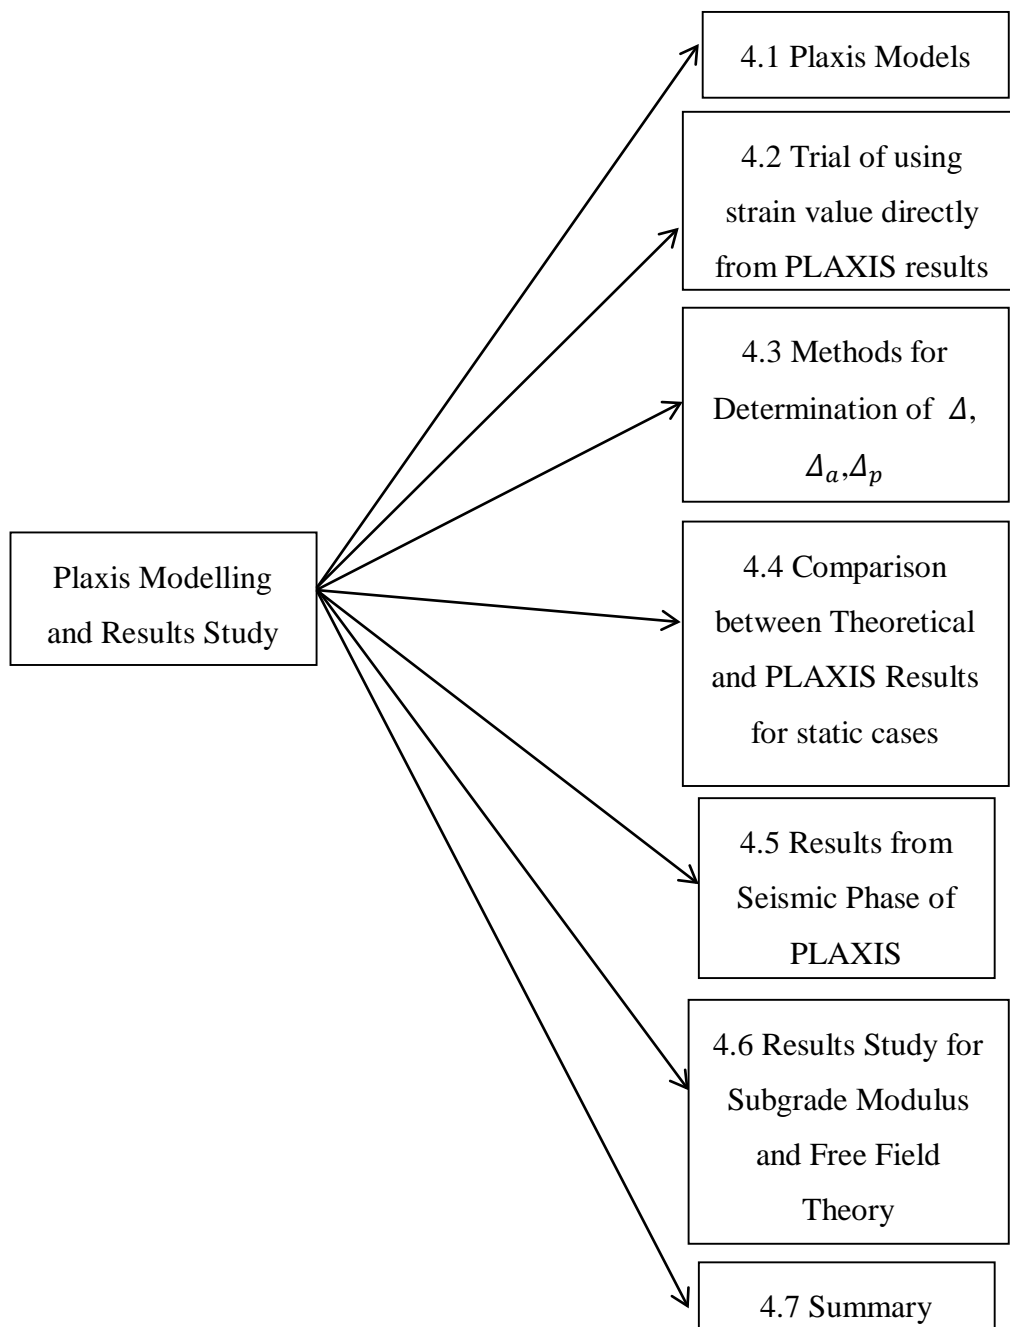 4.1 Plaxis Models
4.2 Trial of using
strain value directly
from PLAXIS results
4.3 Methods for
Determination of Δ,
Δₐ,Δₚ
Plaxis Modelling
and Results Study
4.4 Comparison
between Theoretical
and PLAXIS Results
for static cases
4.5 Results from
Seismic Phase of
PLAXIS
4.6 Results Study for
Subgrade Modulus
and Free Field
Theory
4.7 Summary